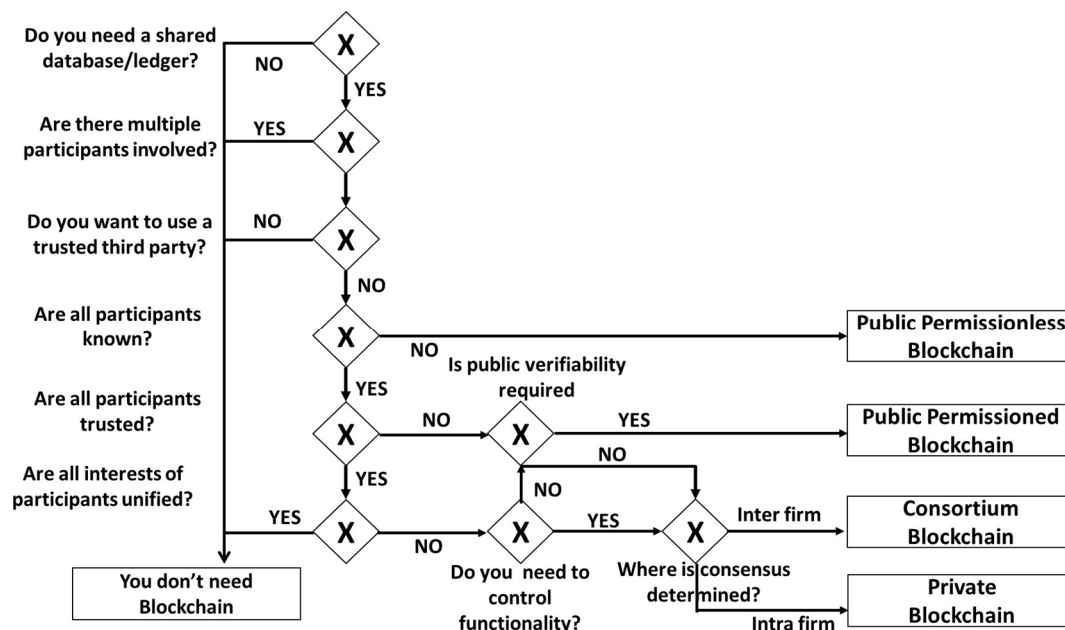 Do you need a shared
database/ledger?
X
NO
YES
Are there multiple
participants involved?
YES
X
Do you want to use a
trusted third party?
NO
X
NO
Are all participants
known?
X
NO
Public Permissionless
Blockchain
YES
Is public verifiability
required
Are all participants
trusted?
X
NO
X
YES
Public Permissioned
Blockchain
YES
NO
Are all interests of
participants unified?
YES
X
NO
NO
X
YES
X
Inter firm
Consortium
Blockchain
You don't need
Blockchain
Do you need to
control
functionality?
Where is consensus
determined?
Intra firm
Private
Blockchain